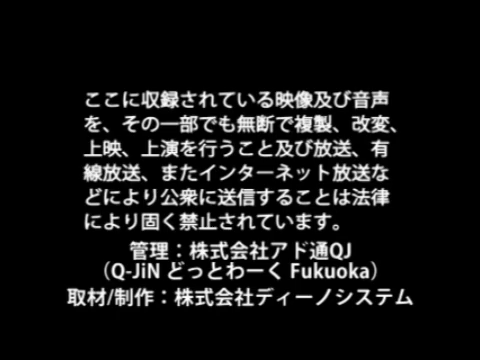 ここに収録されている映像及び音声
を、その一部でも無断で複製、改変、
上映、上演を行うこと及び放送、有
線放送、またインターネット放送な
どにより公衆に送信することは法律
により固く禁止されています。
管理：株式会社アド通QJ
（Q-JiN どっとわーく Fukuoka）
取材/制作：株式会社ディーノシステム